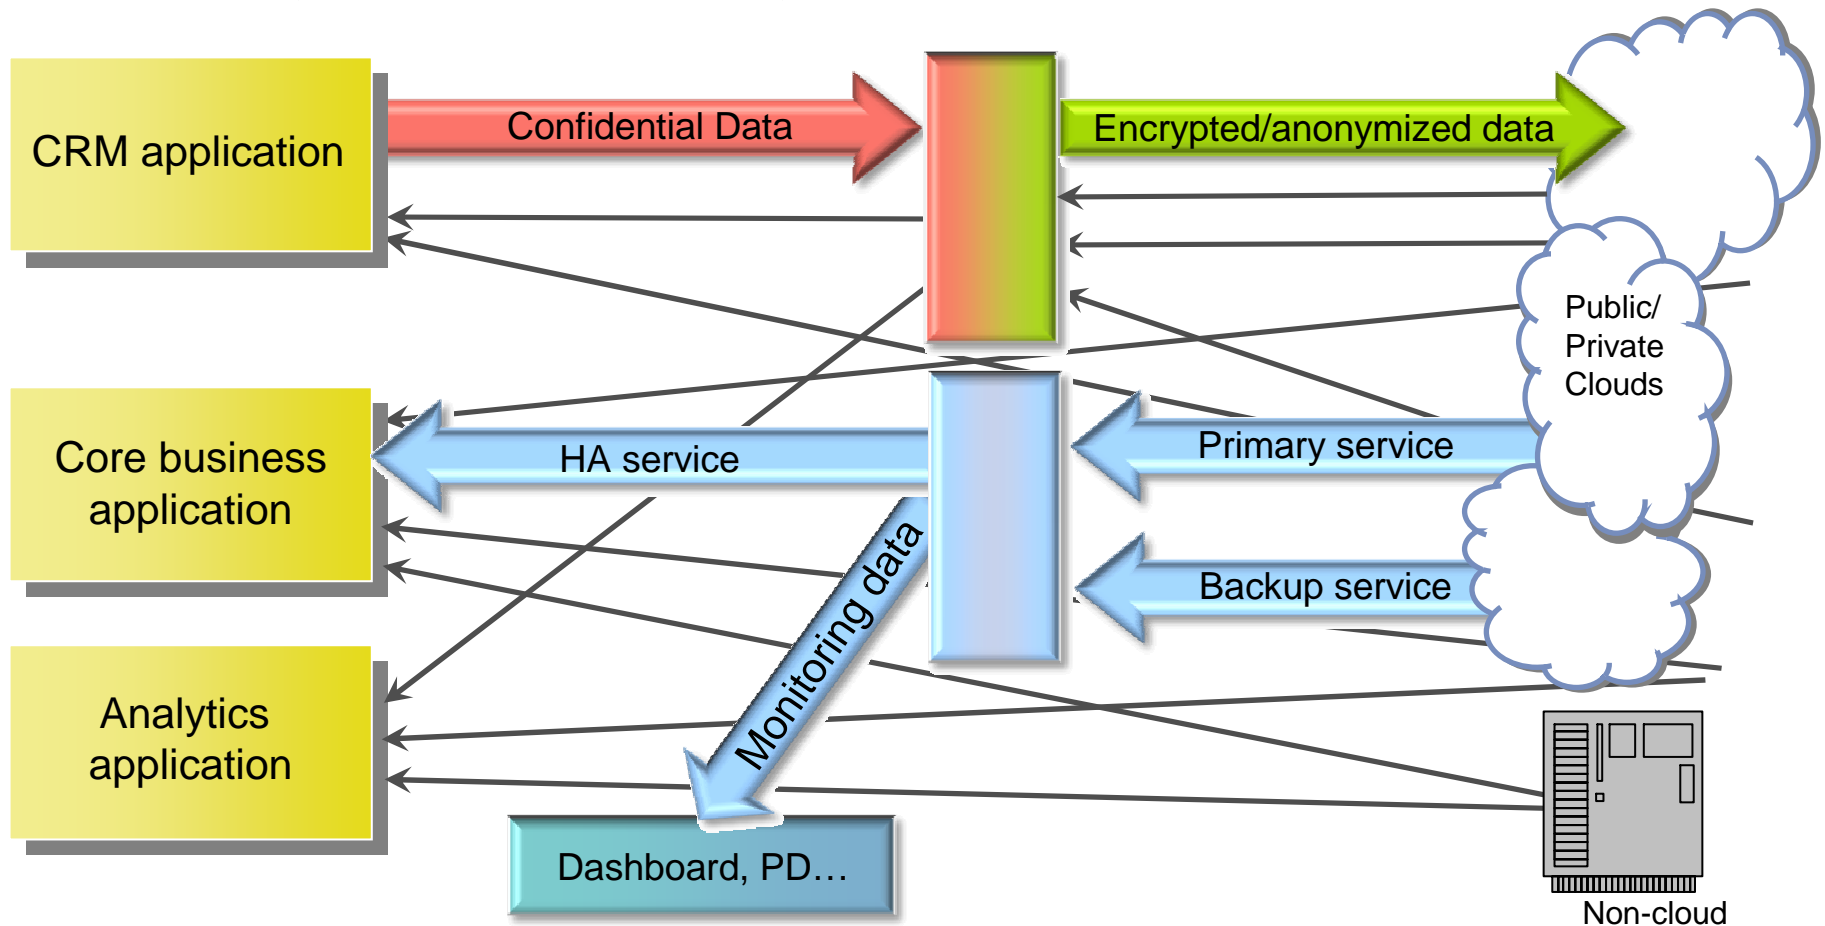 CRM application
Confidential Data
Encrypted/anonymized data
Public/
Private
Clouds
Core business
application
HA service
Primary service
Backup service
Monitoring data
Analytics
application
Dashboard, PD…
Non-cloud